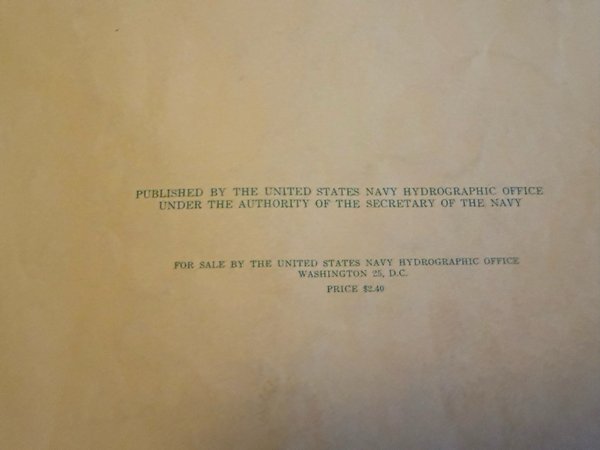 PUBLISHED BY THE UNITED STATES NAVY HYDROGRAPHIC OFFICE
UNDER THE AUTHORITY OF THE SECRETARY OF THE NAVY
FOR SALE BY THE UNITED STATES NAVY HYDROGRAPHIC OFFICE
WASHINGTON 25, D.C.
PRICE $2.40